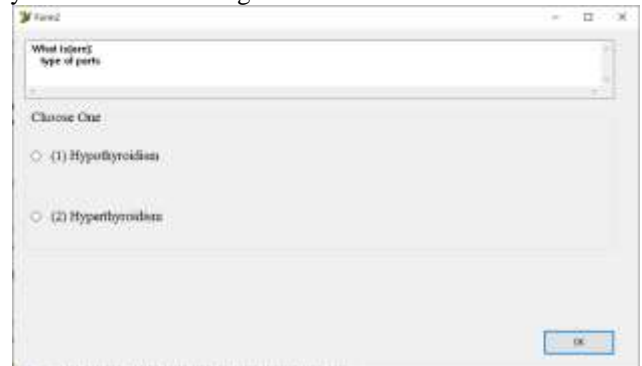 Form2
What is(are):
type of parts
Choose One
(1) Hypothyroidism
(2) Hyperthyroidism
OK